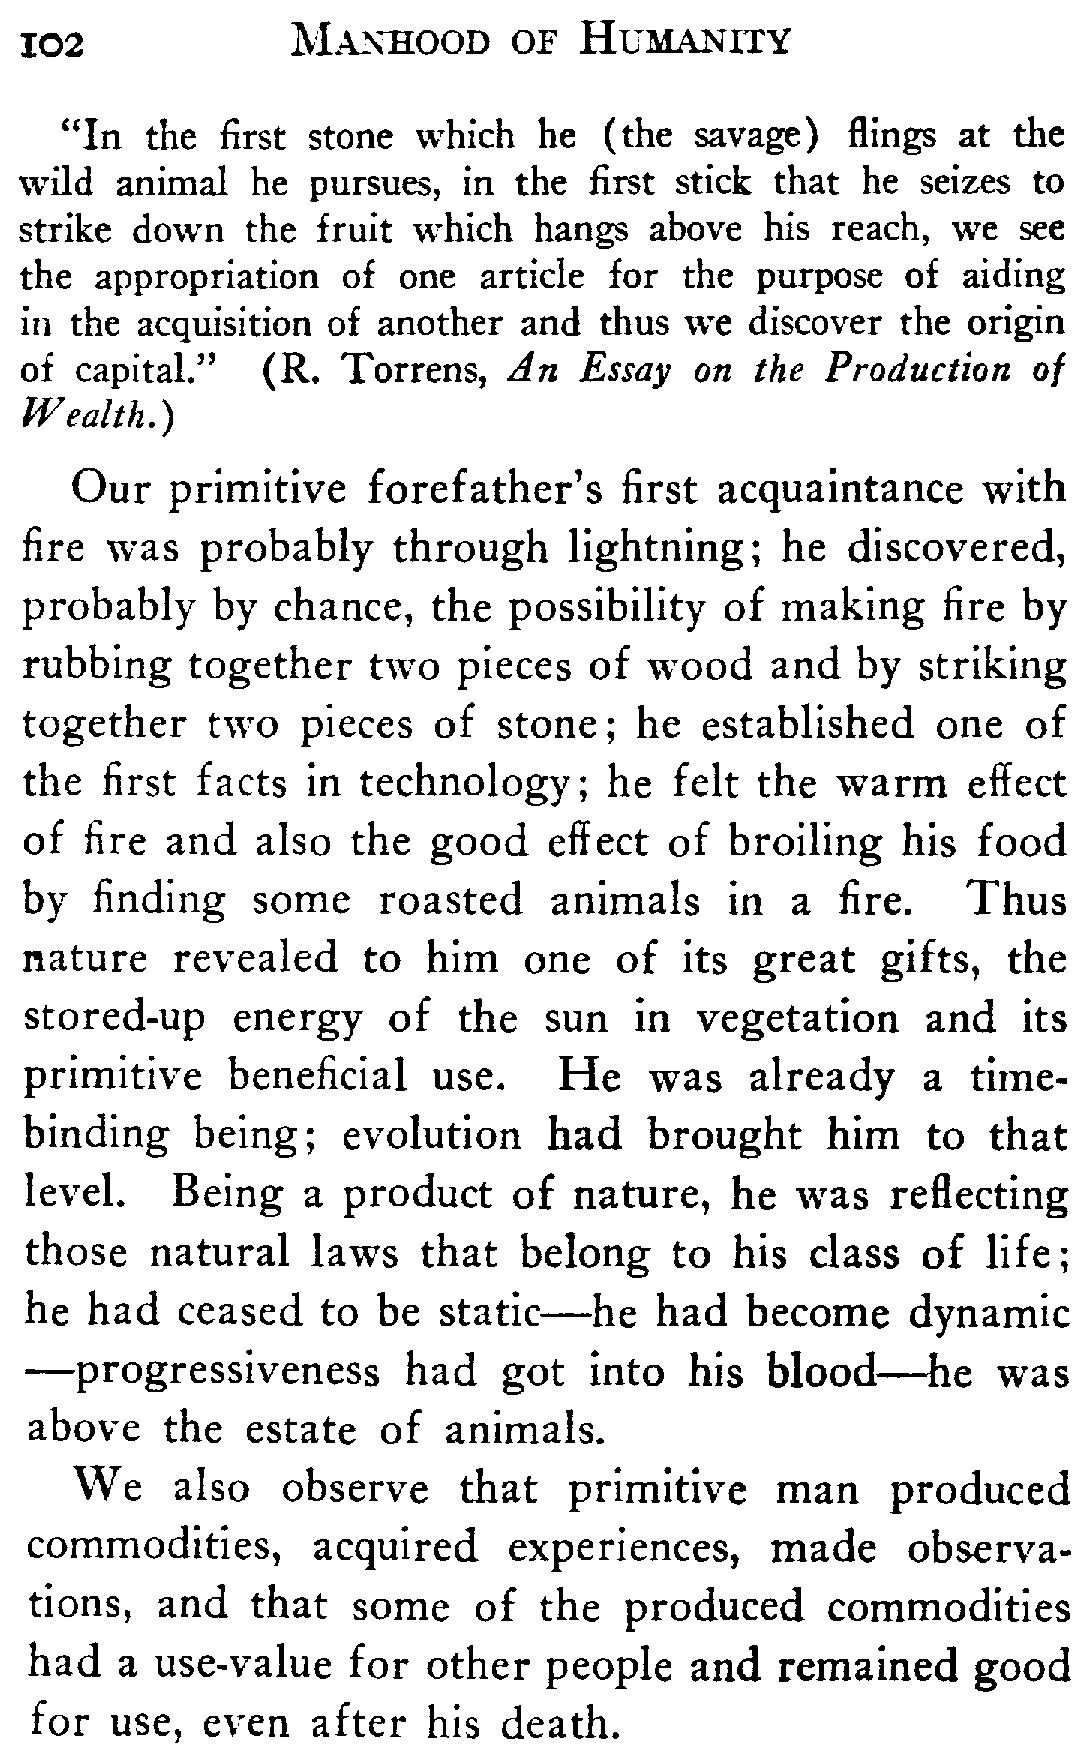 102 MANHOOD OF HUMANITY
“In the first stone which he (the savage) flings at the
wild animal he pursues, in the first stick that he seizes to
strike down the fruit which hangs above his reach, we see
the appropriation of one article for the purpose of aiding
in the acquisition of another and thus we discover the origin
of capital.” (R. Torrens, An Essay on the Production of
Wealth.)
Our primitive forefather's first acquaintance with
fire was probably through lightning; he discovered,
probably by chance, the possibility of making fire by
rubbing together two pieces of wood and by striking
together two pieces of stone; he established one of
the first facts in technology; he felt the warm effect
of fire and also the good effect of broiling his food
by finding some roasted animals in a fire. Thus
nature revealed to him one of its great gifts, the
stored-up energy of the sun in vegetation and its
primitive beneficial use. He was already a time-
binding being; evolution had brought him to that
level. Being a product of nature, he was reflecting
those natural laws that belong to his class of life;
he had ceased to be static—he had become dynamic
—progressiveness had got into his blood—he was
above the estate of animals.
We also observe that primitive man produced
commodities, acquired experiences, made observa-
tions, and that some of the produced commodities
had a use-value for other people and remained good
for use, even after his death.